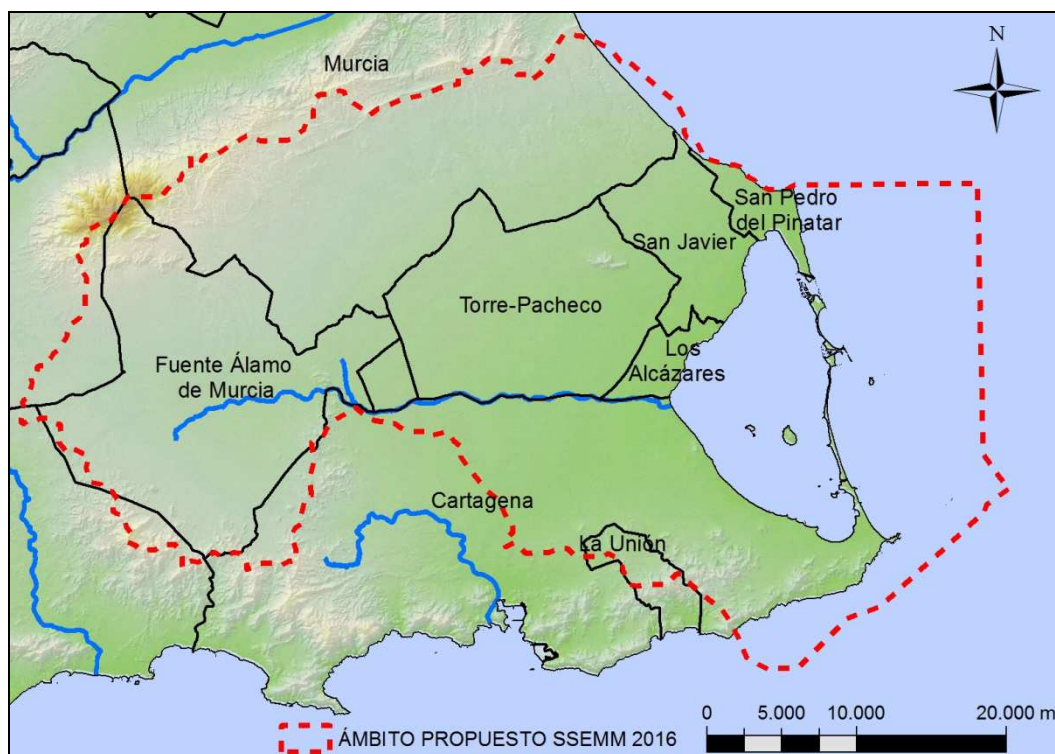 Murcia
N
San Pedro
del Pinatar
San Javier
Torre-Pacheco
Los
Alcázares
Fuente Álamo
de Murcia
Cartagena
La Unión
0 5.000 10.000 20.000 m
ÁMBITO PROPUESTO SSEMM 2016